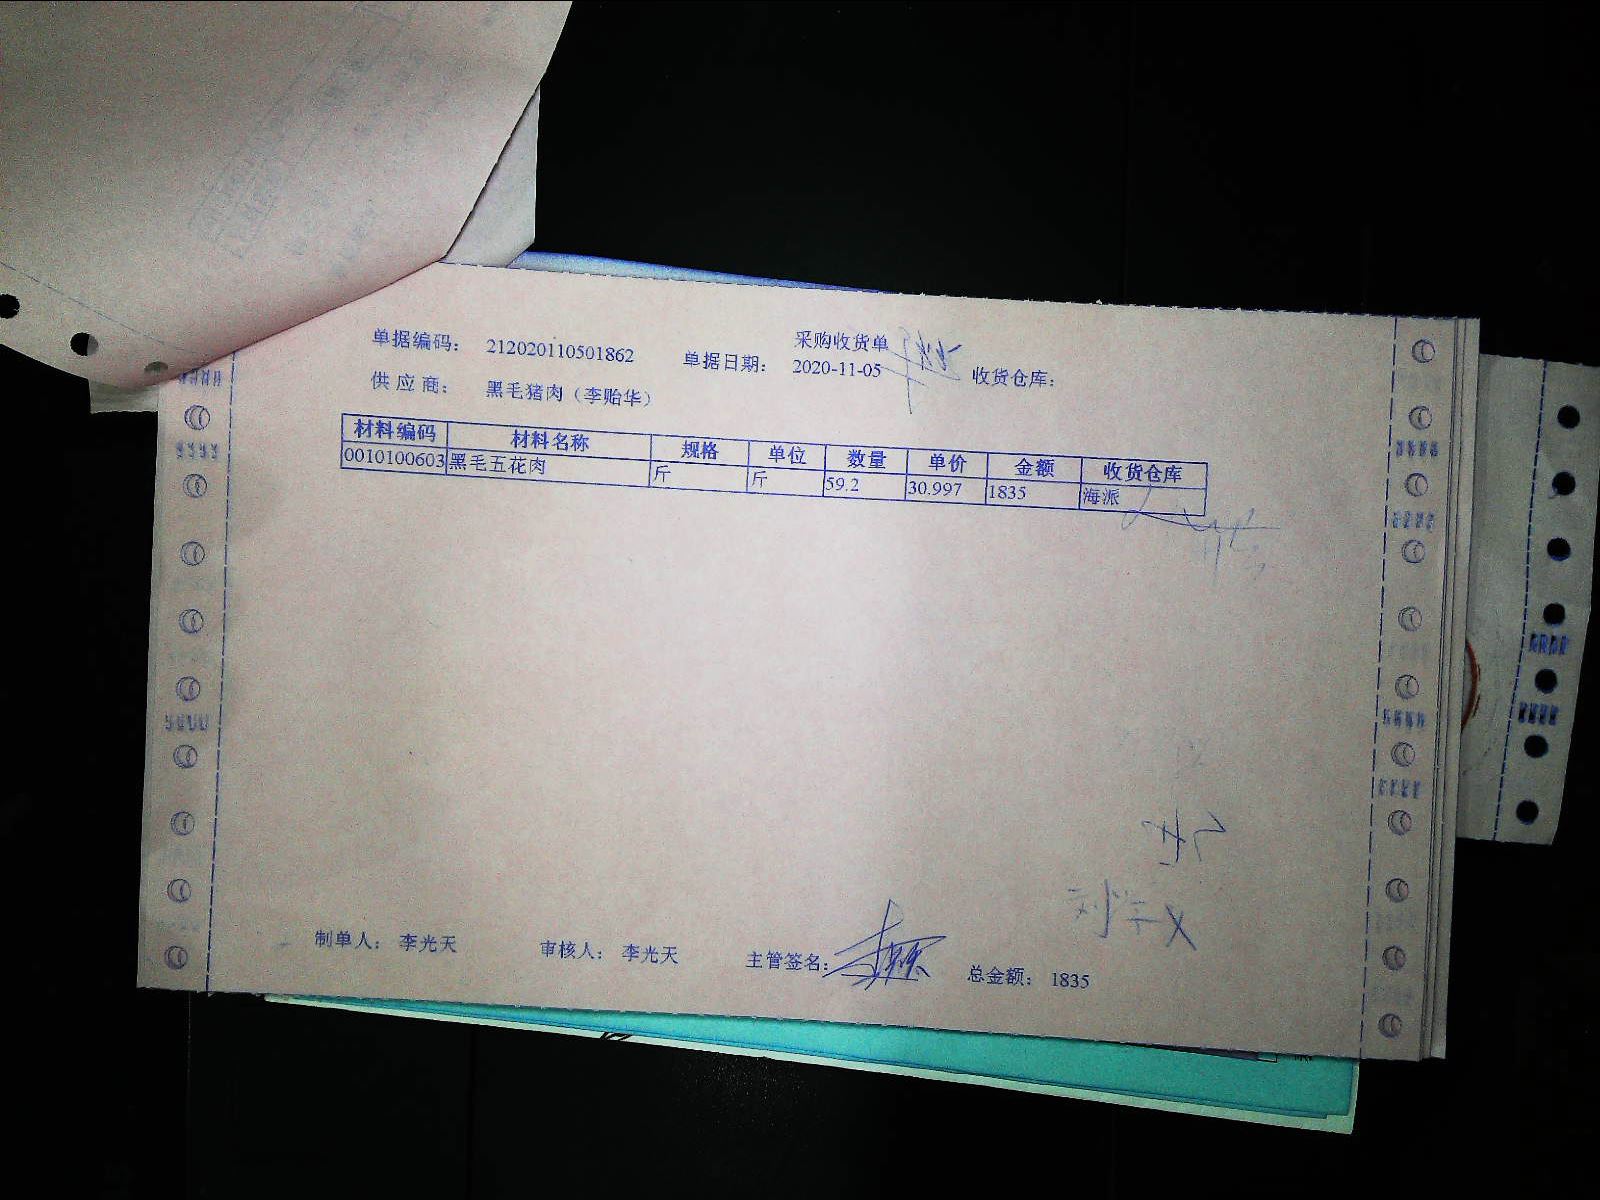 采购收货单
单据编码： 212020110501862 单据日期： 2020-11-05 收货仓库：
供应商： 黑毛猪肉（李贻华）
材料编码 材料名称 规格 单位 数量 单价 金额 收货仓库
0010100603 黑毛五花肉 斤 斤 59.2 30.997 1835 海派
制单人： 李光天 审核人： 李光天 主管签名： 总金额： 1835